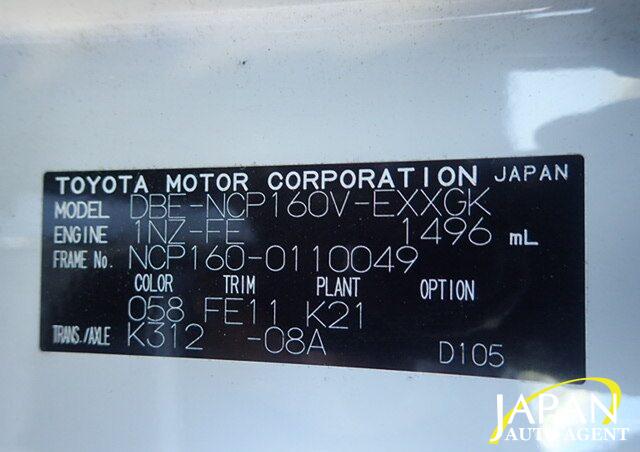 TOYOTA MOTOR CORPORATION JAPAN
MODEL DBE-NCP160V-EXXGK
ENGINE 1NZ-FE 1496 mL
FRAME No. NCP160-0110049
COLOR TRIM PLANT OPTION
058 FE11 K21
TRANS./AXLE K312 -08A
D105
JAPAN
AUTO AGENT